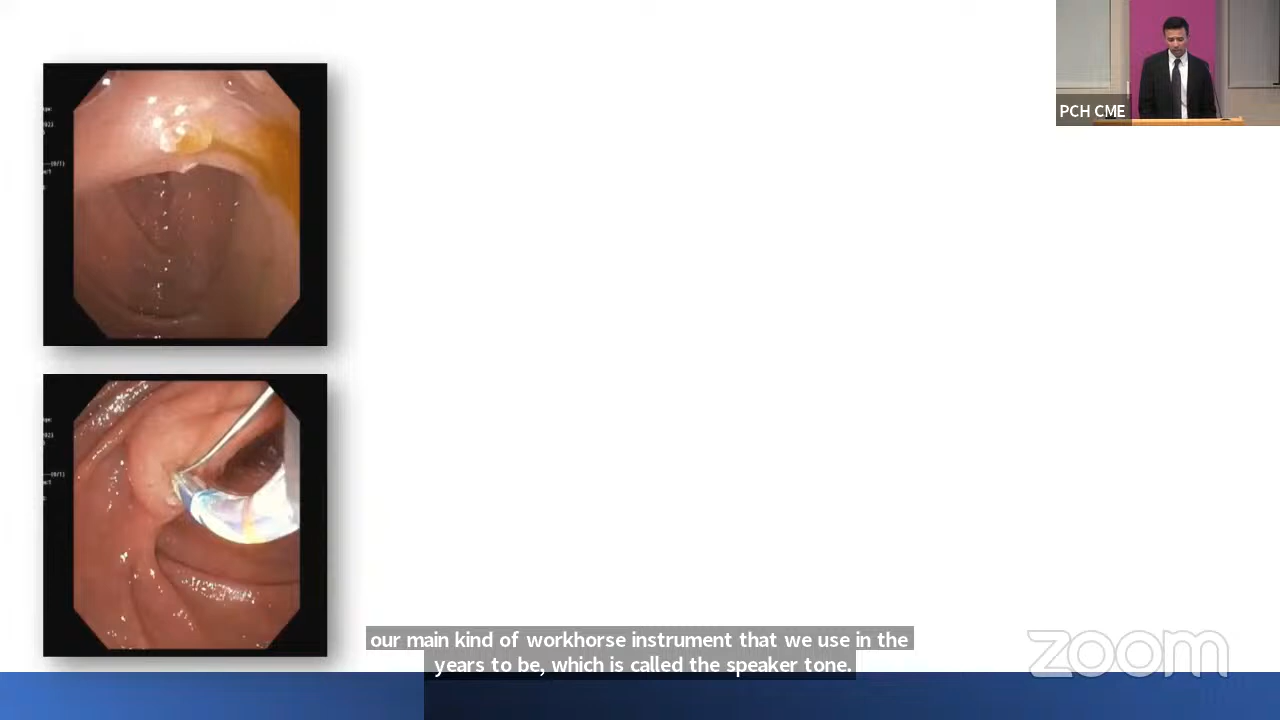 PCH CME
our main kind of workhorse instrument that we use in the
years to be, which is called the speaker tone.
zoom